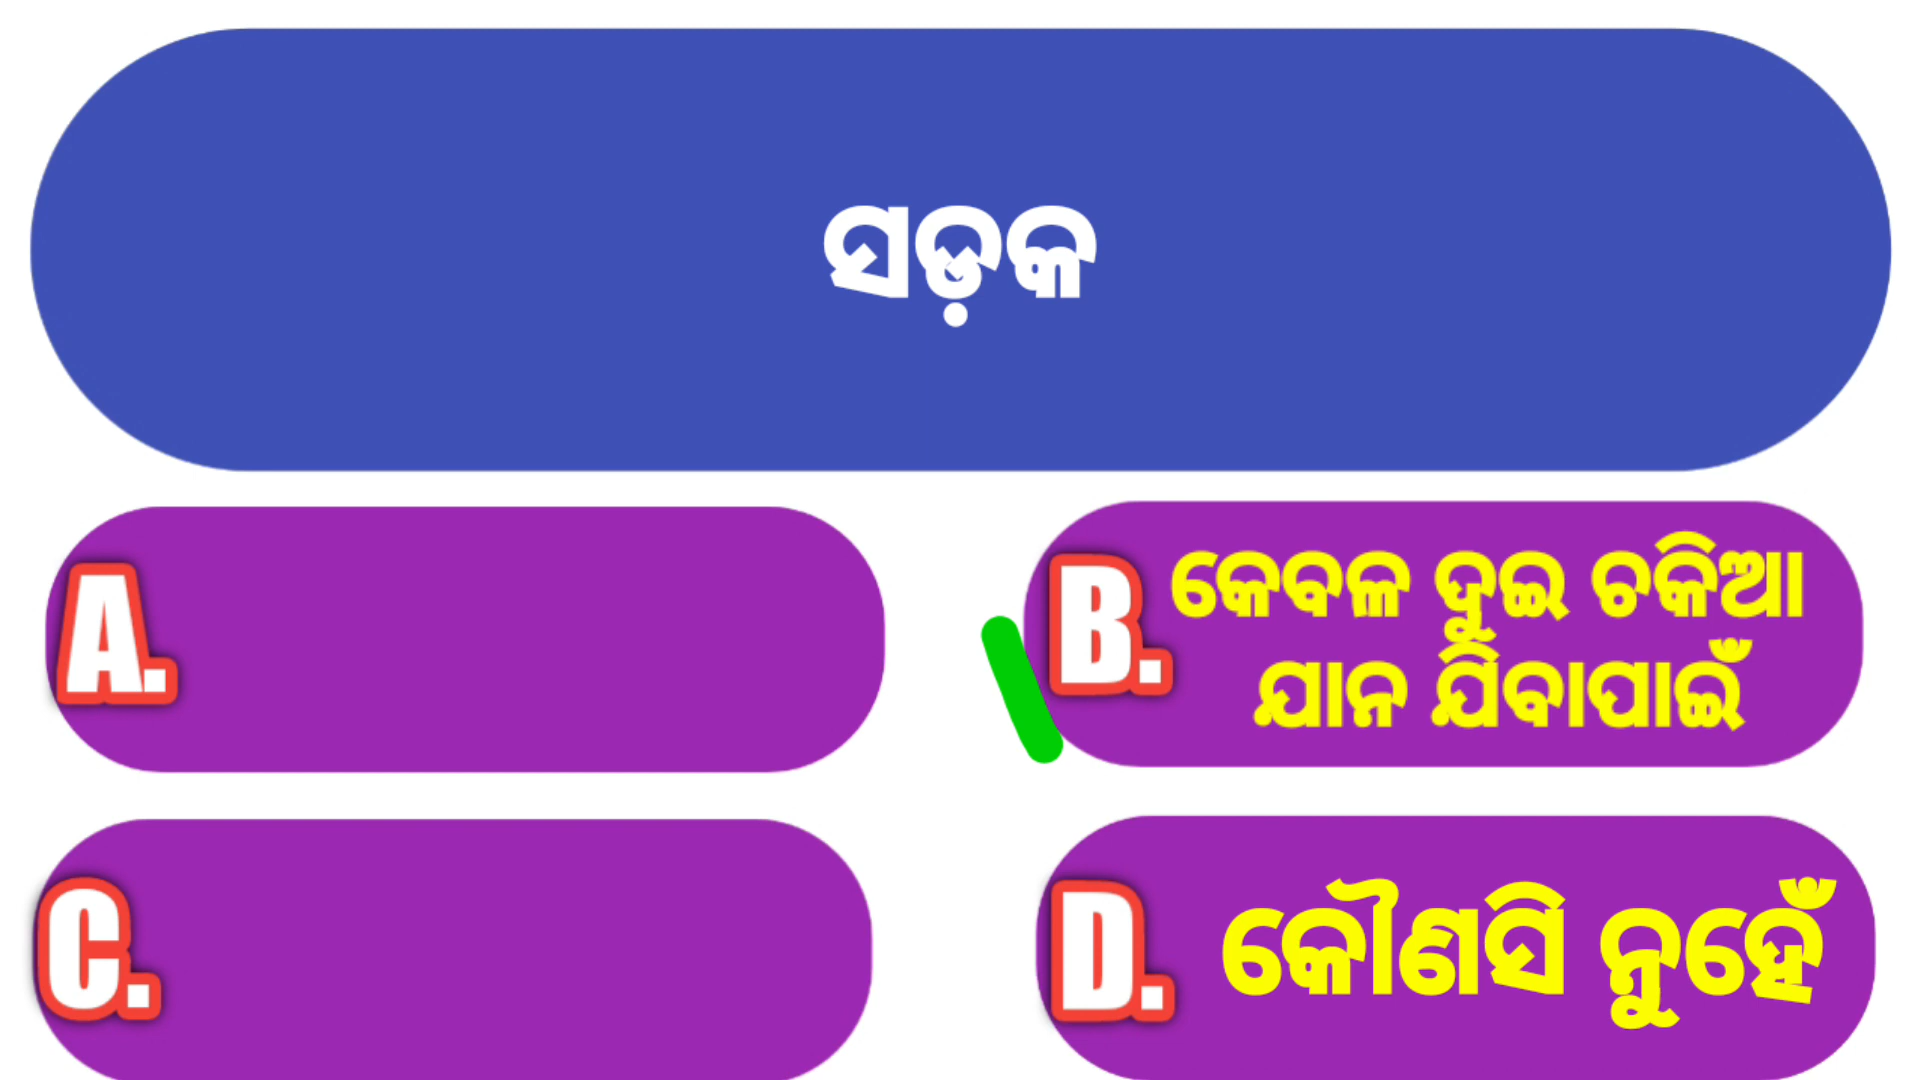 ସଡ଼କ
A.
B. କେବଳ ଦୁଇ ଚକିଆ
ଯାନ ଯିବାପାଇଁ
C.
D. କୌଣସି ନୁହେଁ